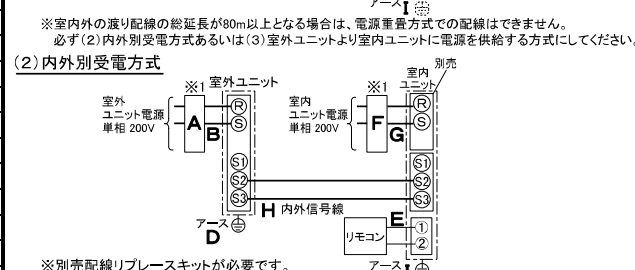 アース I
※室内外の渡り配線の総延長が80m以上となる場合は、電源重畳方式での配線はできません。
必ず(2)内外別受電方式あるいは(3)室外ユニットより室内ユニットに電源を供給する方式にしてください。
(2)内外別受電方式
別売
※1 室外ユニット
※1
室内
ユニット
室外
ユニット電源
単相 200V
A
B
R
S
室内
ユニット電源
単相 200V
F
G
R
S
S1
S2
S3
S1
S2
S3
H 内外信号線
アース
D
リモコン
E
①
②
※別売配線リプレースキットが必要です。
アース I